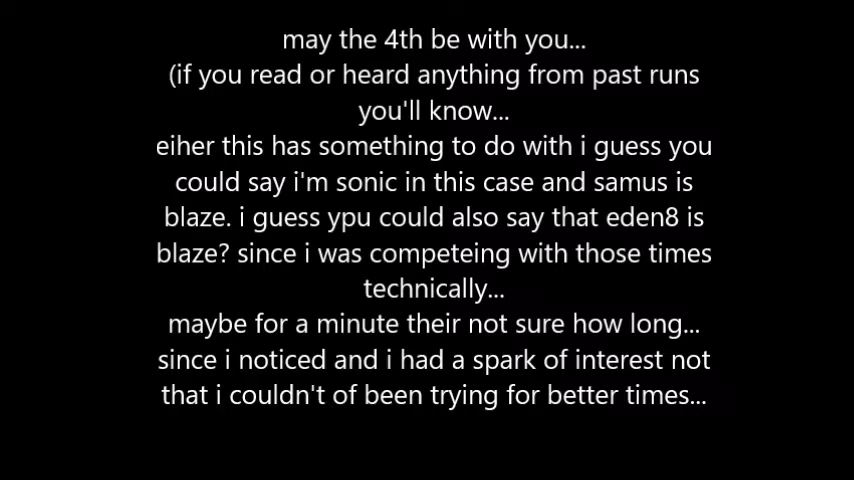 may the 4th be with you...
(if you read or heard anything from past runs
you'll know...
eiher this has something to do with i guess you
could say i'm sonic in this case and samus is
blaze. i guess ypu could also say that eden8 is
blaze? since i was competeing with those times
technically...
maybe for a minute their not sure how long...
since i noticed and i had a spark of interest not
that i couldn't of been trying for better times...